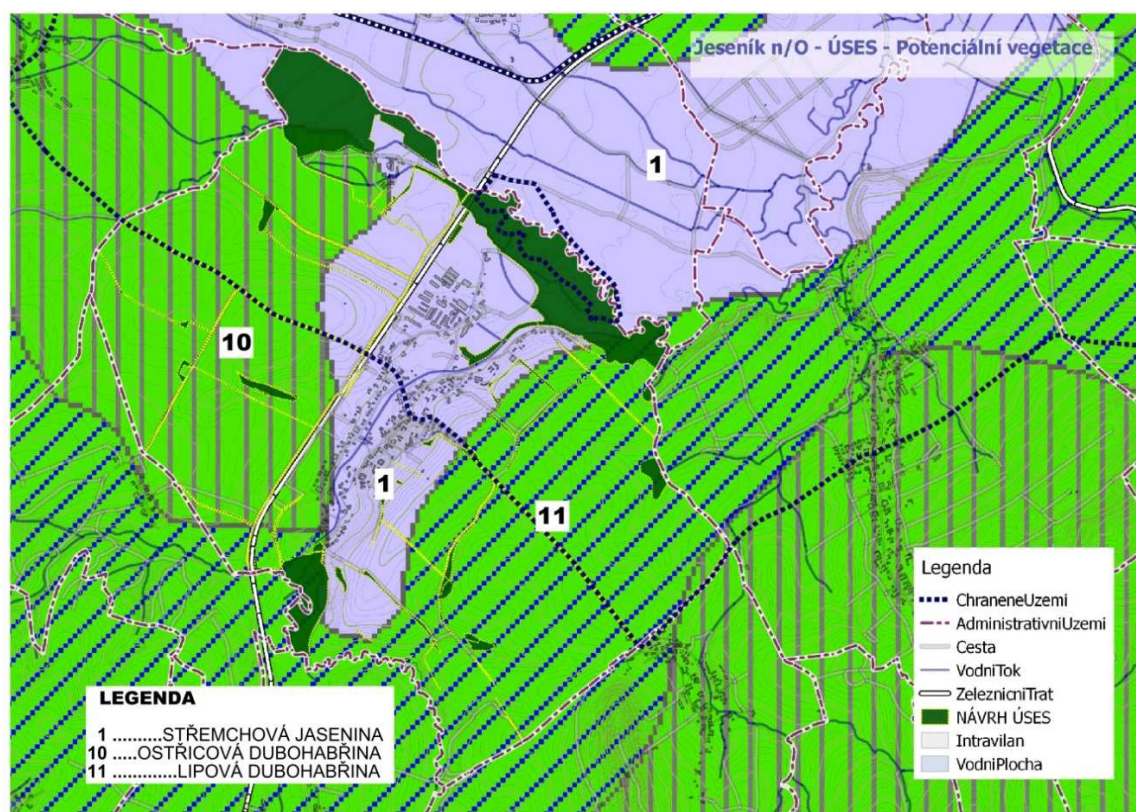 Jeseník n/O - ÚSES - Potenciální vegetace
1
10
1
11
Legenda
ChraneneUzemi
AdministrativniUzemi
Cesta
VodniTok
ZeleznicniTrat
NÁVRH ÚSES
Intravilan
VodniPlocha
LEGENDA
1 ..........STŘEMCHOVÁ JASENINA
10 .....OSTŘICOVÁ DUBOHABŘINA
11 .............LIPOVÁ DUBOHABŘINA